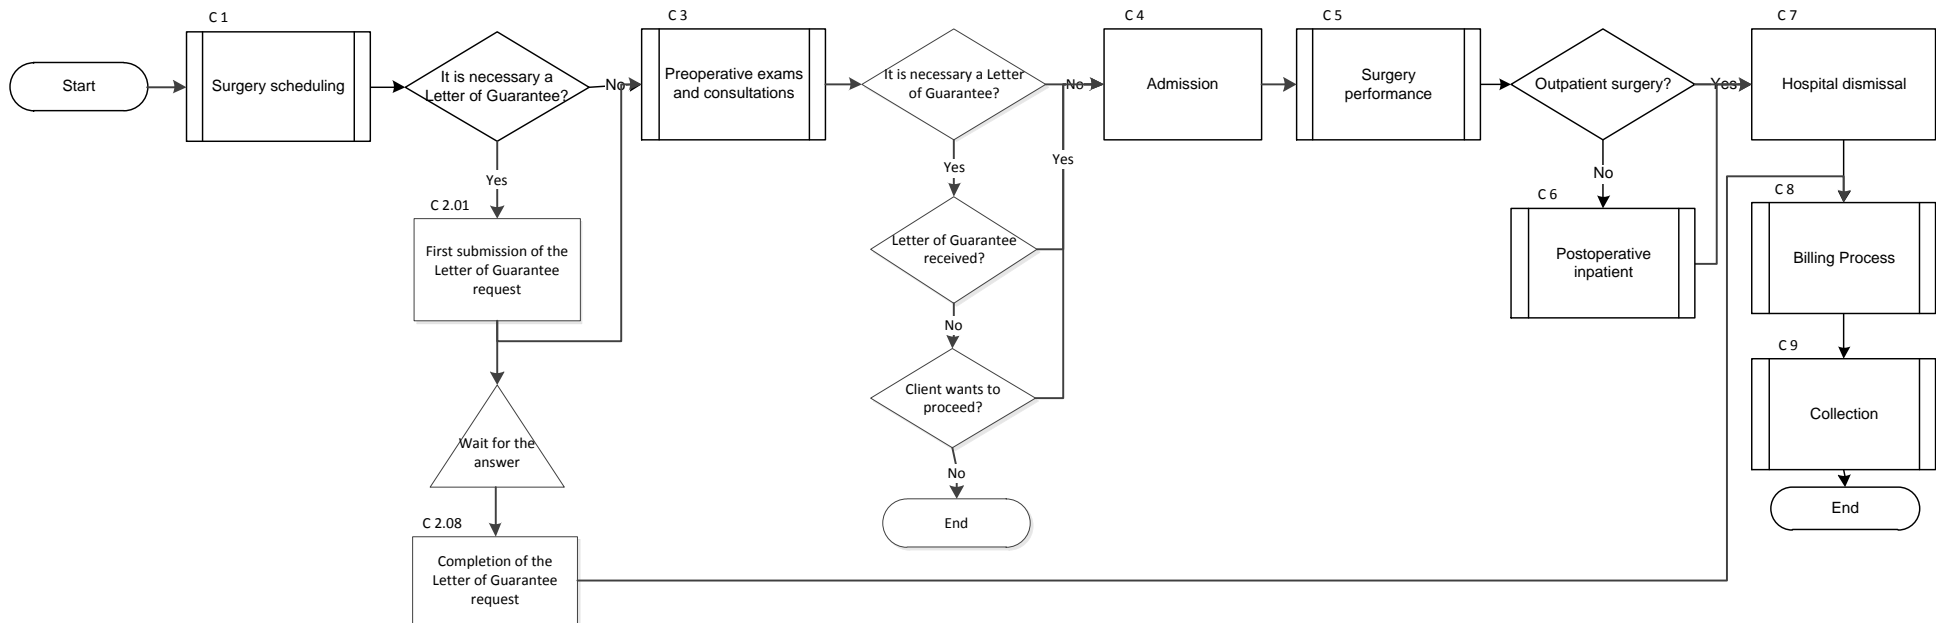 C 1
C 3
C 4
C 5
C 7
Start
Surgery scheduling
It is necessary a
Letter of Guarantee?
No
Preoperative exams
and consultations
It is necessary a Letter
of Guarantee?
No
Admission
Surgery
performance
Outpatient surgery?
Yes
Hospital dismissal
Yes
C 2.01
First submission of the
Letter of Guarantee
request
Yes
Yes
Letter of Guarantee
received?
No
Client wants to
proceed?
No
End
No
C 6
Postoperative
inpatient
C 8
Billing Process
C 9
Collection
End
Wait for the
answer
C 2.08
Completion of the
Letter of Guarantee
request